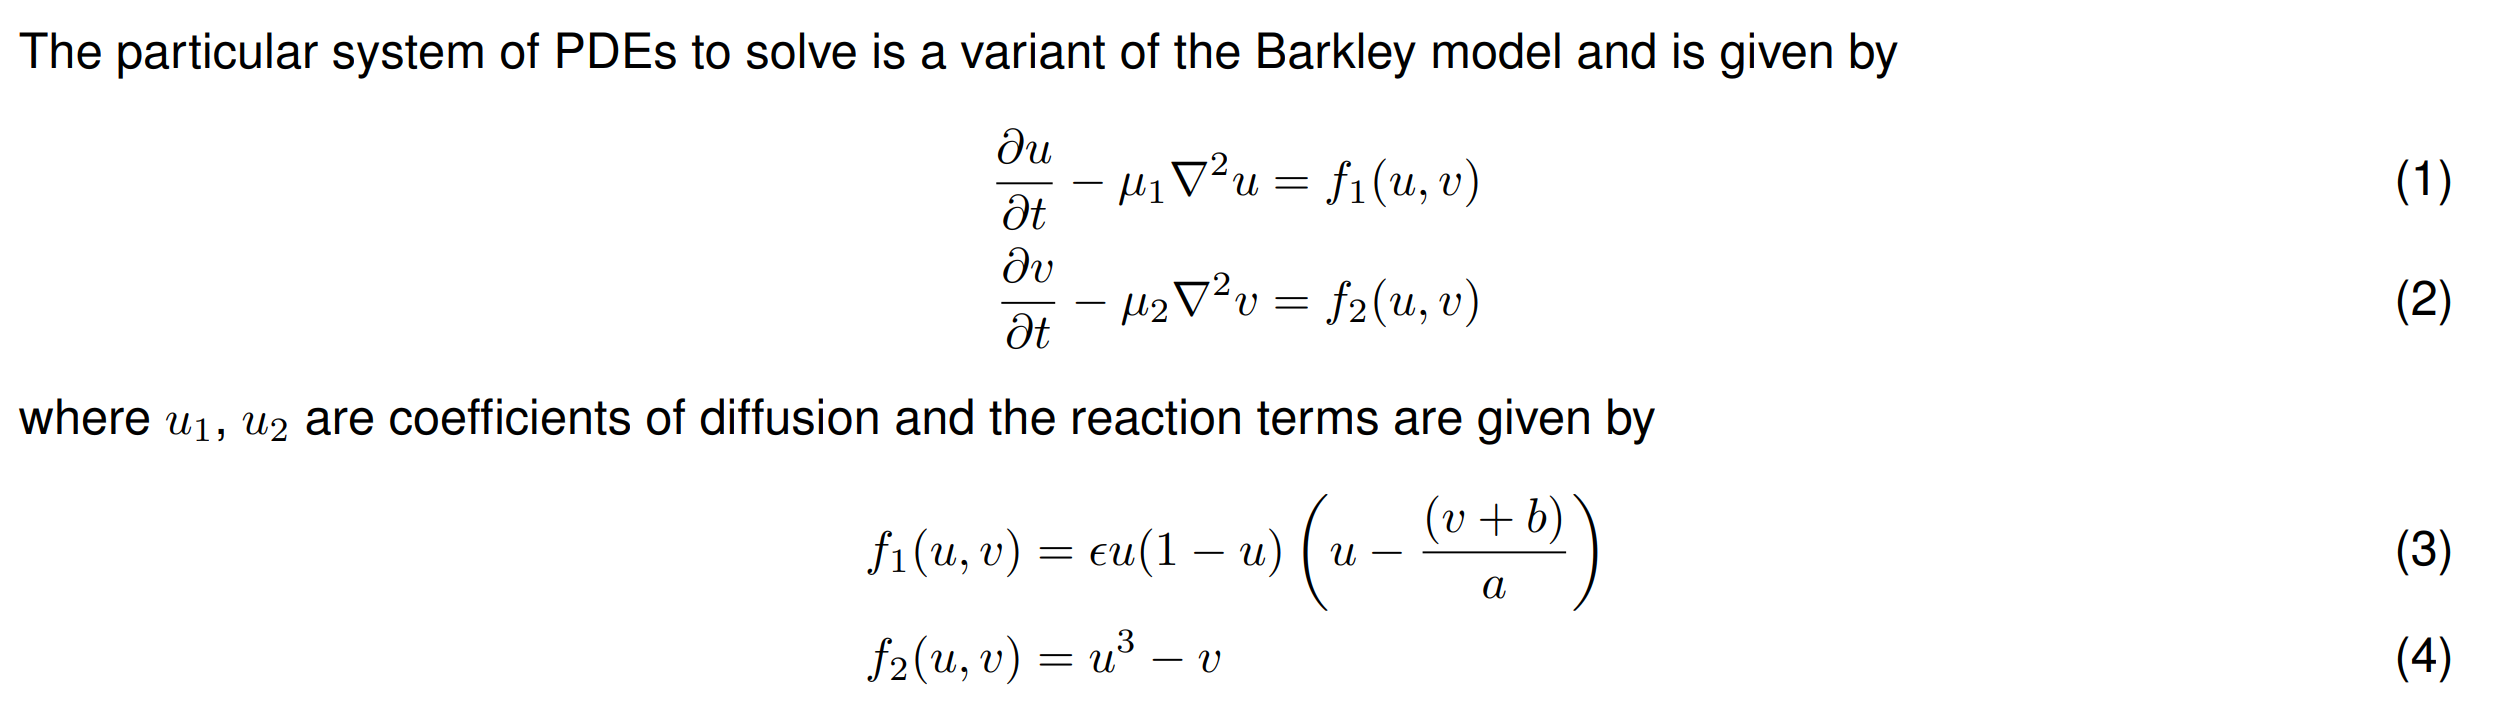 The particular system of PDEs to solve is a variant of the Barkley model and is given by
∂u/∂t − μ₁∇²u = f₁(u, v) (1)
∂v/∂t − μ₂∇²v = f₂(u, v) (2)
where u₁, u₂ are coefficients of diffusion and the reaction terms are given by
f₁(u, v) = ϵu(1 − u) (u − (v + b)/a) (3)
f₂(u, v) = u³ − v (4)